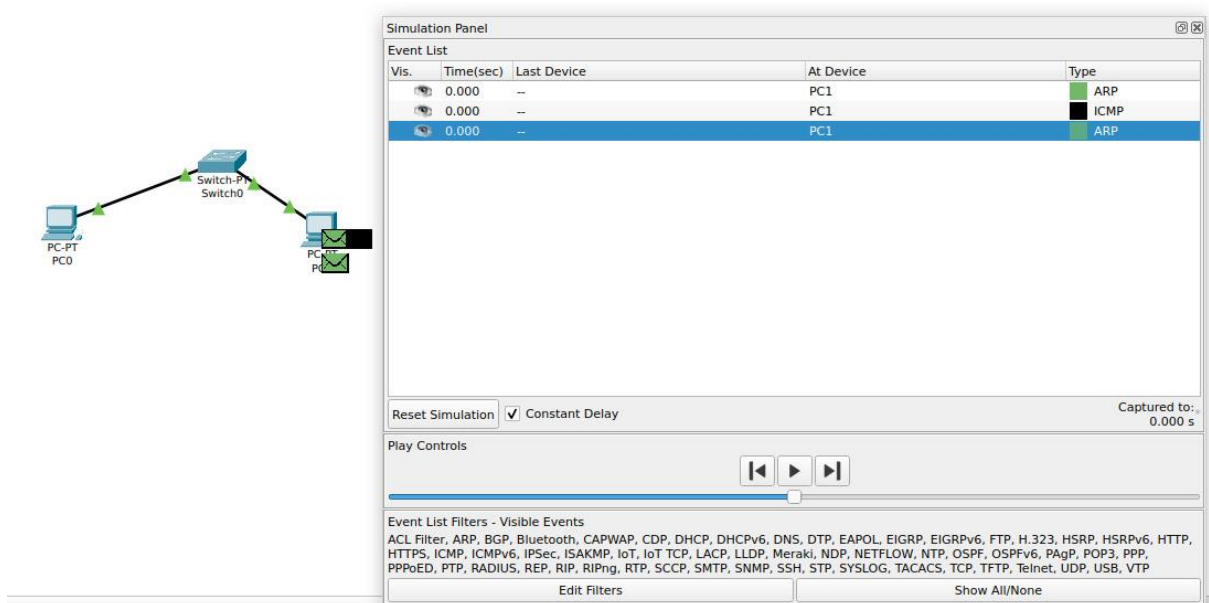 Simulation Panel
Event List
Vis. Time(sec) Last Device At Device Type
0.000 -- PC1 ARP
0.000 -- PC1 ICMP
0.000 -- PC1 ARP
Switch-PT
Switch0
PC-PT
PC0
Reset Simulation Constant Delay Captured to:
0.000 s
Play Controls
Event List Filters - Visible Events
ACL Filter, ARP, BGP, Bluetooth, CAPWAP, CDP, DHCP, DHCPv6, DNS, DTP, EAPOL, EIGRP, EIGRPv6, FTP, H.323, HSRP, HSRPv6, HTTP,
HTTPS, ICMP, ICMPv6, IPSec, ISAKMP, IoT, IoT TCP, LACP, LLDP, Meraki, NDP, NETFLOW, NTP, OSPF, OSPFv6, PAgP, POP3, PPP,
PPPoED, PTP, RADIUS, REP, RIP, RIPng, RTP, SCCP, SMTP, SNMP, SSH, STP, SYSLOG, TACACS, TCP, TFTP, Telnet, UDP, USB, VTP
Edit Filters Show All/None